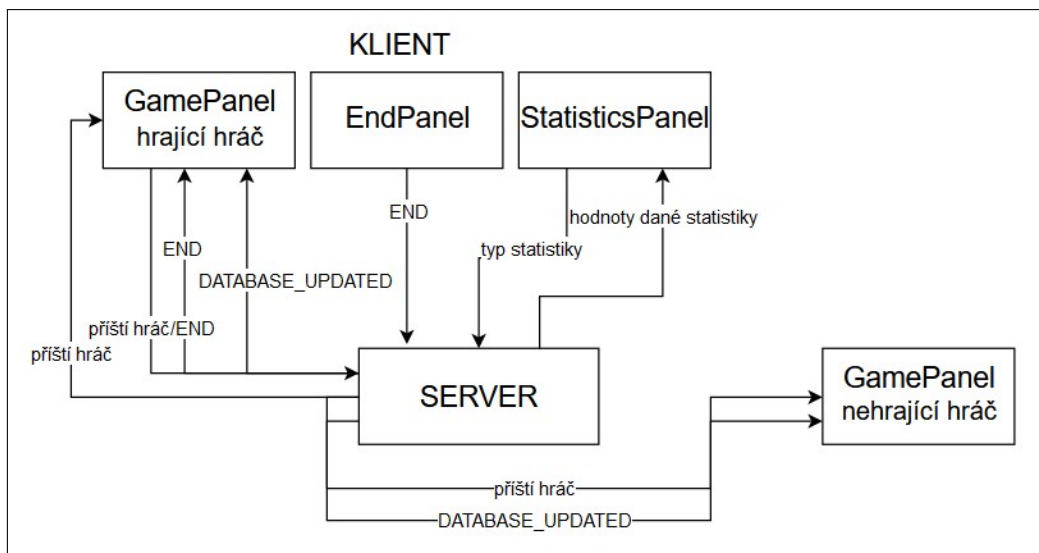 KLIENT
GamePanel
hrající hráč
EndPanel
StatisticsPanel
END
hodnoty dané statistiky
END
typ statistiky
DATABASE_UPDATED
příští hráč/END
příští hráč
SERVER
GamePanel
nehrající hráč
příští hráč
DATABASE_UPDATED